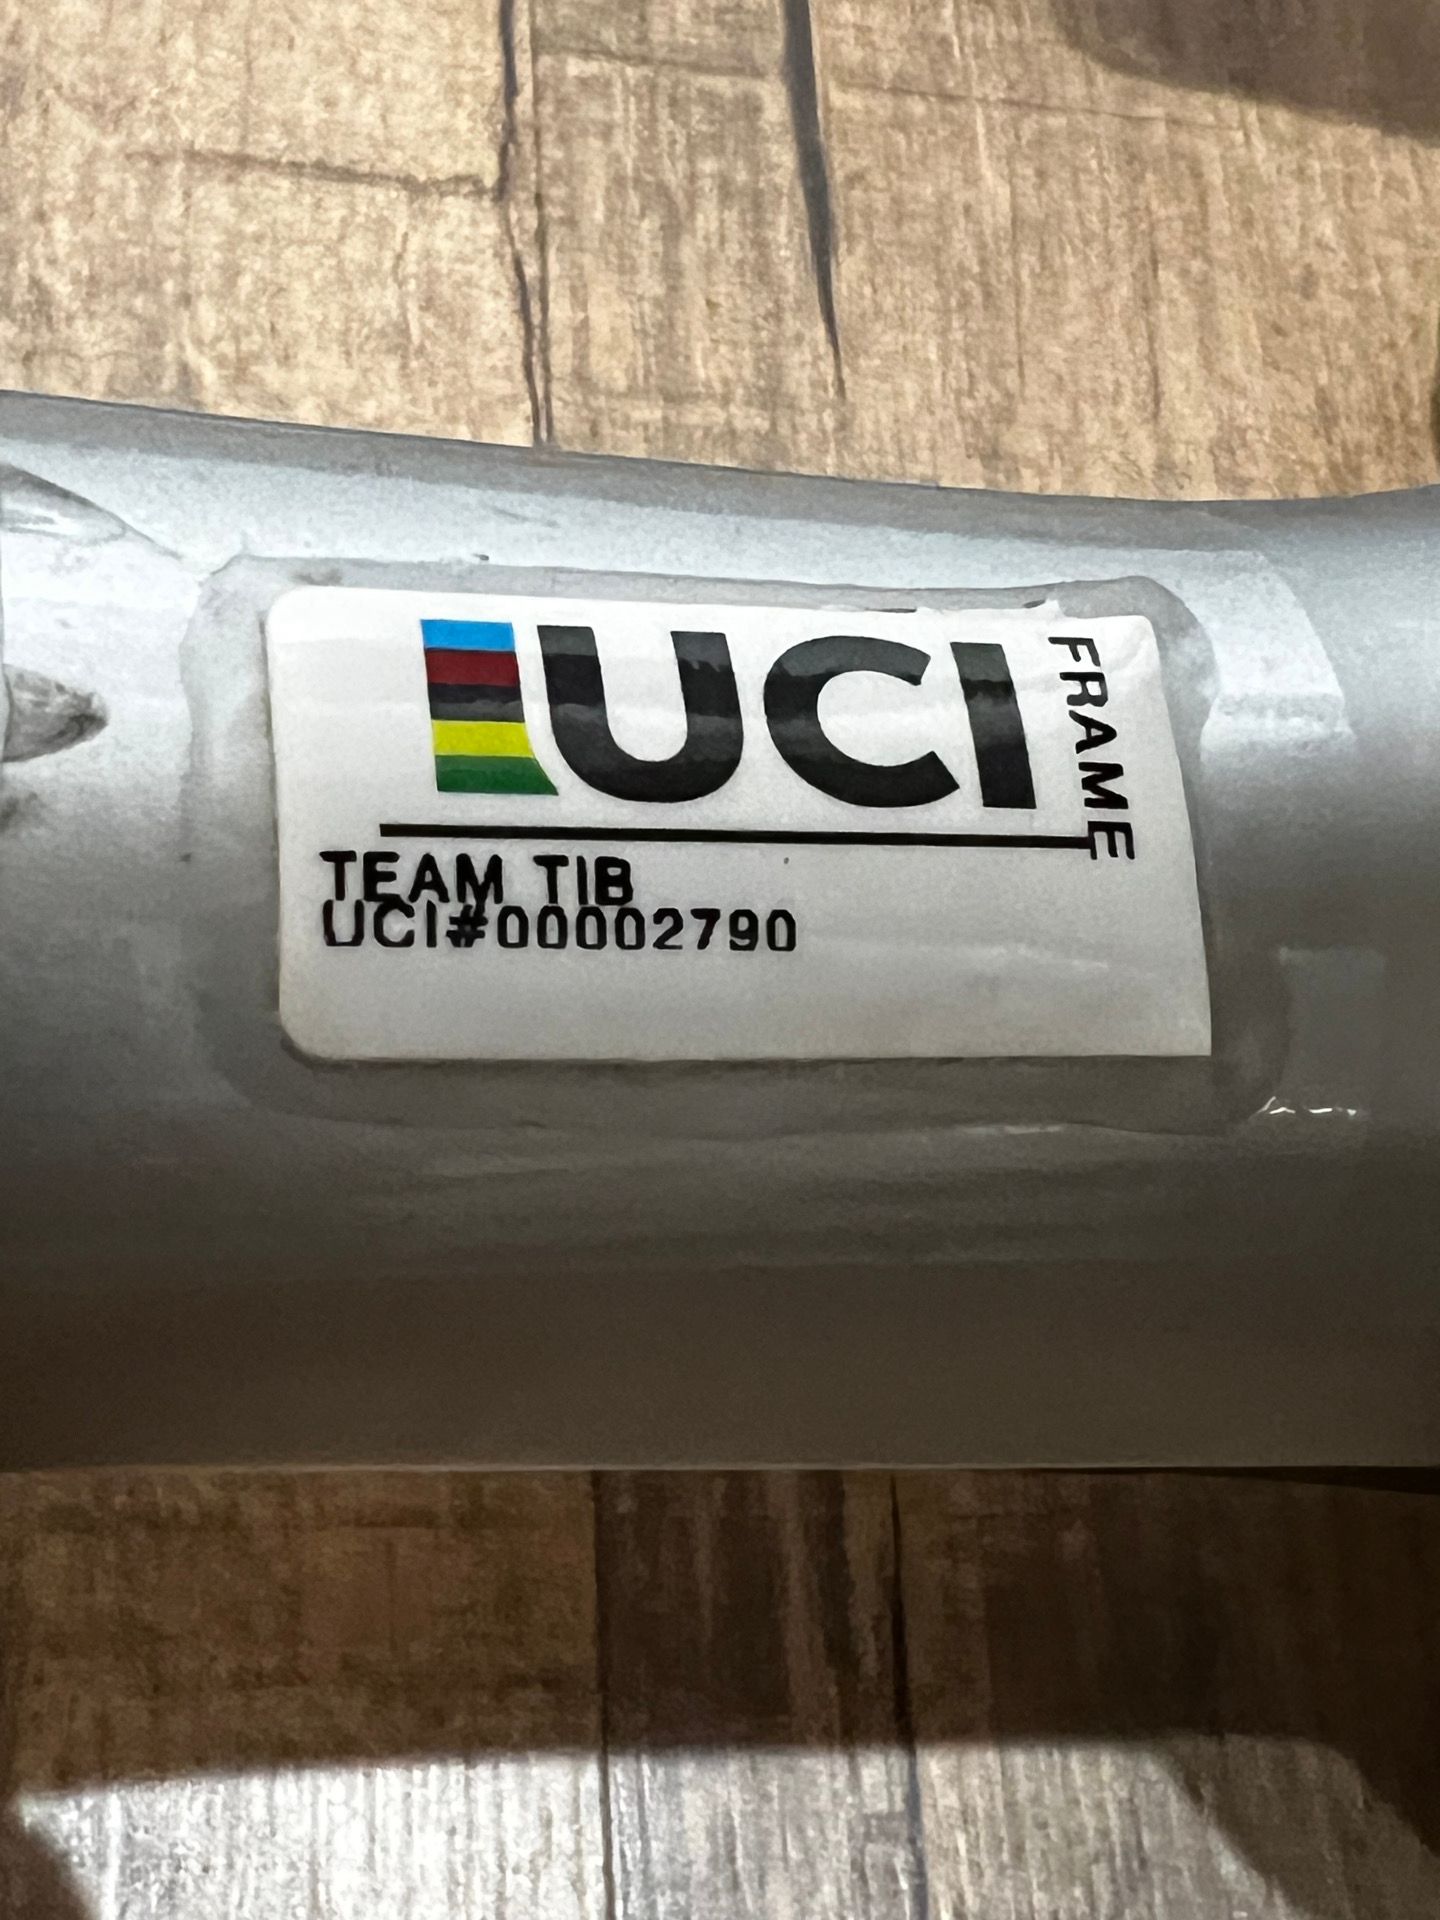 UCI
FRAME
TEAM TIB
UCI#00002790